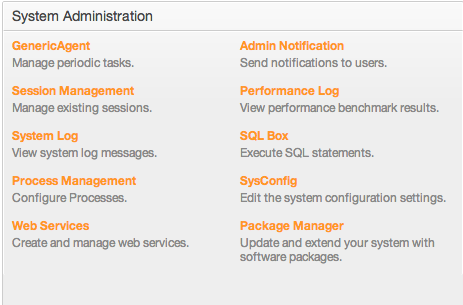 System Administration
GenericAgent
Manage periodic tasks.
Admin Notification
Send notifications to users.
Session Management
Manage existing sessions.
Performance Log
View performance benchmark results.
System Log
View system log messages.
SQL Box
Execute SQL statements.
Process Management
Configure Processes.
SysConfig
Edit the system configuration settings.
Web Services
Create and manage web services.
Package Manager
Update and extend your system with
software packages.